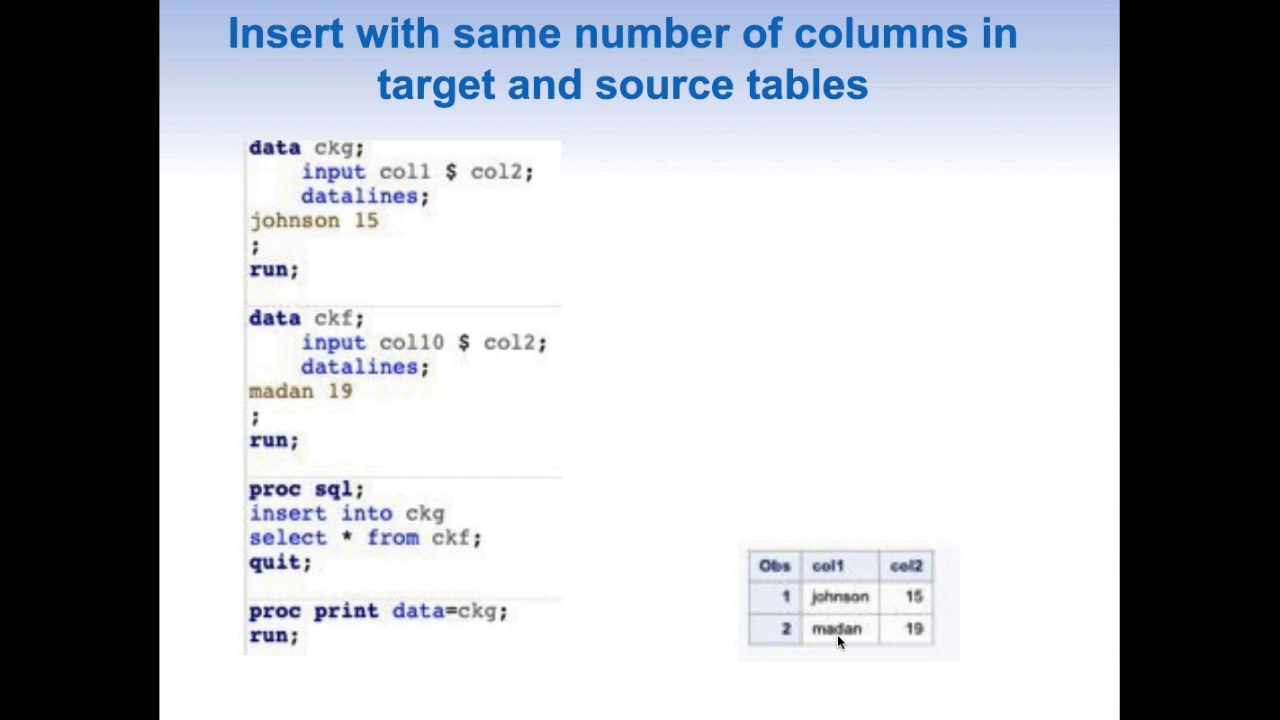 Insert with same number of columns in
target and source tables
data ckg;
input col1 $ col2;
datalines;
johnson 15
;
run;
data ckf;
input col10 $ col2;
datalines;
madan 19
;
run;
proc sql;
insert into ckg
select * from ckf;
quit;
proc print data=ckg;
run;
Obs col1 col2
1 johnson 15
2 madan 19